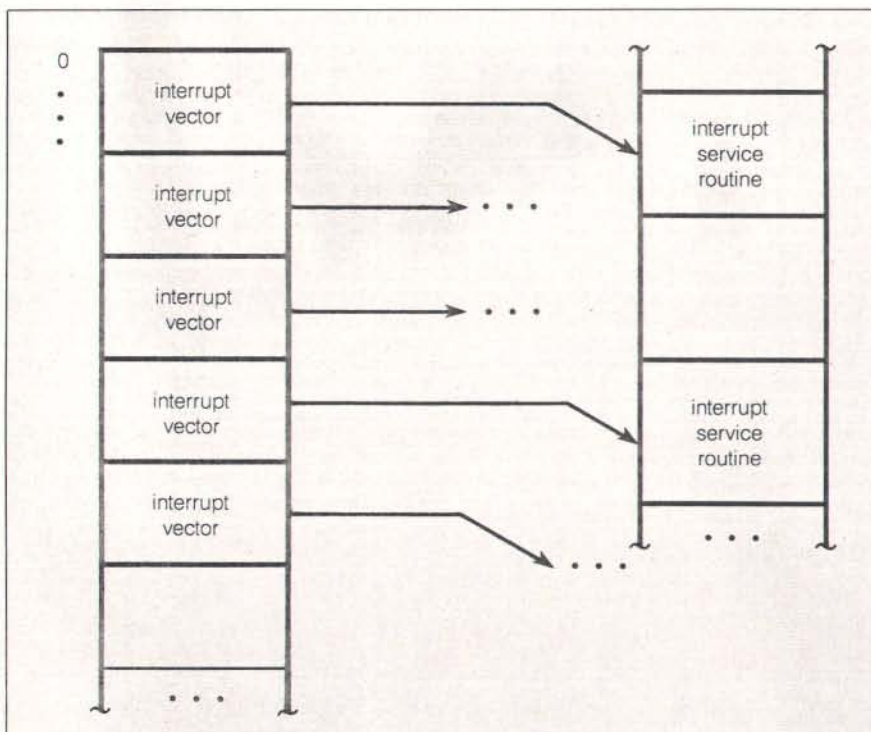 0
interrupt
vector
interrupt
vector
interrupt
vector
interrupt
vector
interrupt
vector
. . .
. . .
. . .
. . .
interrupt
service
routine
interrupt
service
routine
. . .